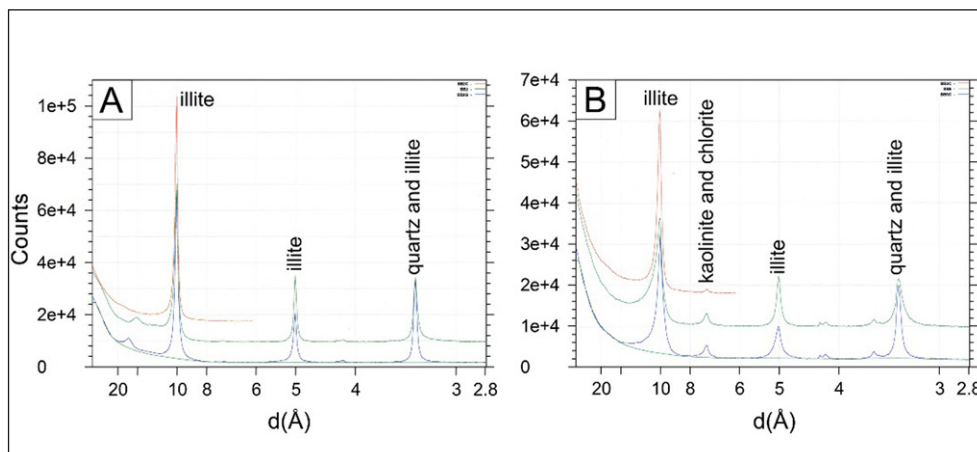 A
illite
illite
quartz and illite
Counts
1e+5
8e+4
6e+4
4e+4
2e+4
0
20 10 8 6 5 4 3 2.8
d(Å)
B
illite
kaolinite and chlorite
illite
quartz and illite
7e+4
6e+4
5e+4
4e+4
3e+4
2e+4
1e+4
0
20 10 8 6 5 4 3 2.8
d(Å)